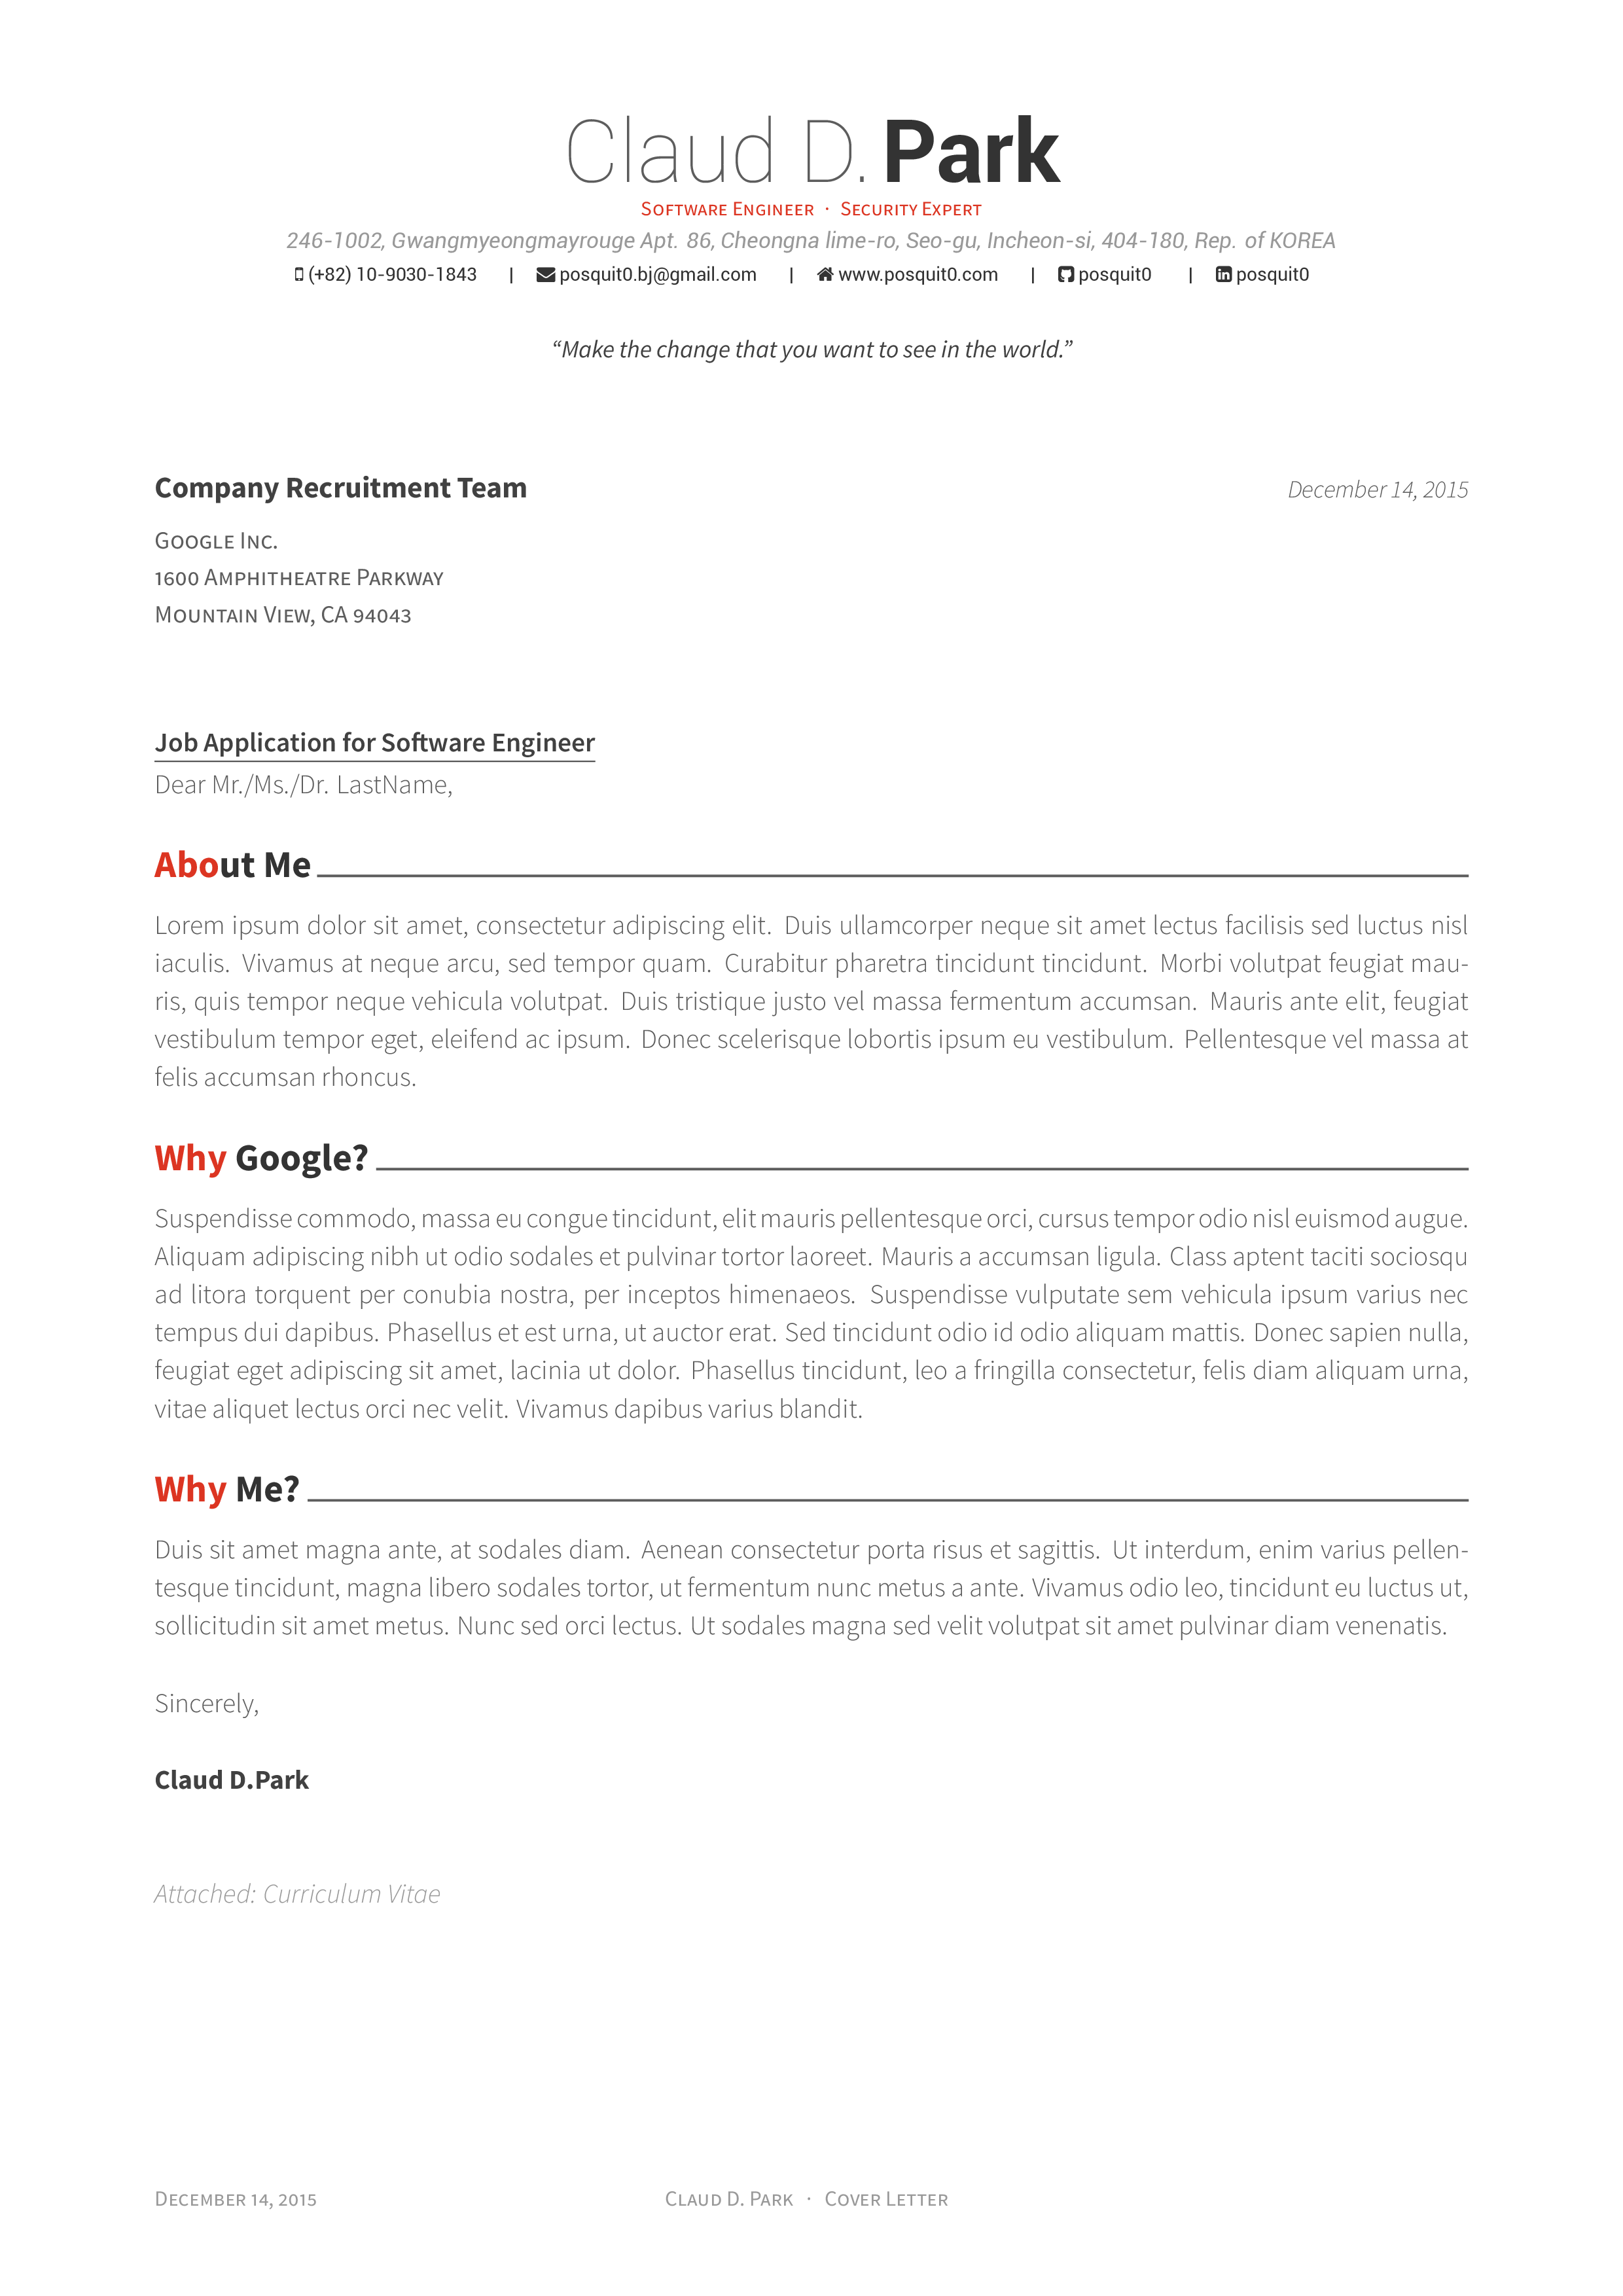 Claud D. Park
Software Engineer · Security Expert
246-1002, Gwangmyeongmayrouge Apt. 86, Cheongna lime-ro, Seo-gu, Incheon-si, 404-180, Rep. of KOREA
(+82) 10-9030-1843 | posquit0.bj@gmail.com | www.posquit0.com | posquit0 | posquit0
“Make the change that you want to see in the world.”
Company Recruitment Team
December 14, 2015
Google Inc.
1600 Amphitheatre Parkway
Mountain View, CA 94043
Job Application for Software Engineer
Dear Mr./Ms./Dr. LastName,
About Me
Lorem ipsum dolor sit amet, consectetur adipiscing elit. Duis ullamcorper neque sit amet lectus facilisis sed luctus nisl
iaculis. Vivamus at neque arcu, sed tempor quam. Curabitur pharetra tincidunt tincidunt. Morbi volutpat feugiat mau-
ris, quis tempor neque vehicula volutpat. Duis tristique justo vel massa fermentum accumsan. Mauris ante elit, feugiat
vestibulum tempor eget, eleifend ac ipsum. Donec scelerisque lobortis ipsum eu vestibulum. Pellentesque vel massa at
felis accumsan rhoncus.
Why Google?
Suspendisse commodo, massa eu congue tincidunt, elit mauris pellentesque orci, cursus tempor odio nisl euismod augue.
Aliquam adipiscing nibh ut odio sodales et pulvinar tortor laoreet. Mauris a accumsan ligula. Class aptent taciti sociosqu
ad litora torquent per conubia nostra, per inceptos himenaeos. Suspendisse vulputate sem vehicula ipsum varius nec
tempus dui dapibus. Phasellus et est urna, ut auctor erat. Sed tincidunt odio id odio aliquam mattis. Donec sapien nulla,
feugiat eget adipiscing sit amet, lacinia ut dolor. Phasellus tincidunt, leo a fringilla consectetur, felis diam aliquam urna,
vitae aliquet lectus orci nec velit. Vivamus dapibus varius blandit.
Why Me?
Duis sit amet magna ante, at sodales diam. Aenean consectetur porta risus et sagittis. Ut interdum, enim varius pellen-
tesque tincidunt, magna libero sodales tortor, ut fermentum nunc metus a ante. Vivamus odio leo, tincidunt eu luctus ut,
sollicitudin sit amet metus. Nunc sed orci lectus. Ut sodales magna sed velit volutpat sit amet pulvinar diam venenatis.
Sincerely,
Claud D.Park
Attached: Curriculum Vitae
December 14, 2015
Claud D. Park · Cover Letter